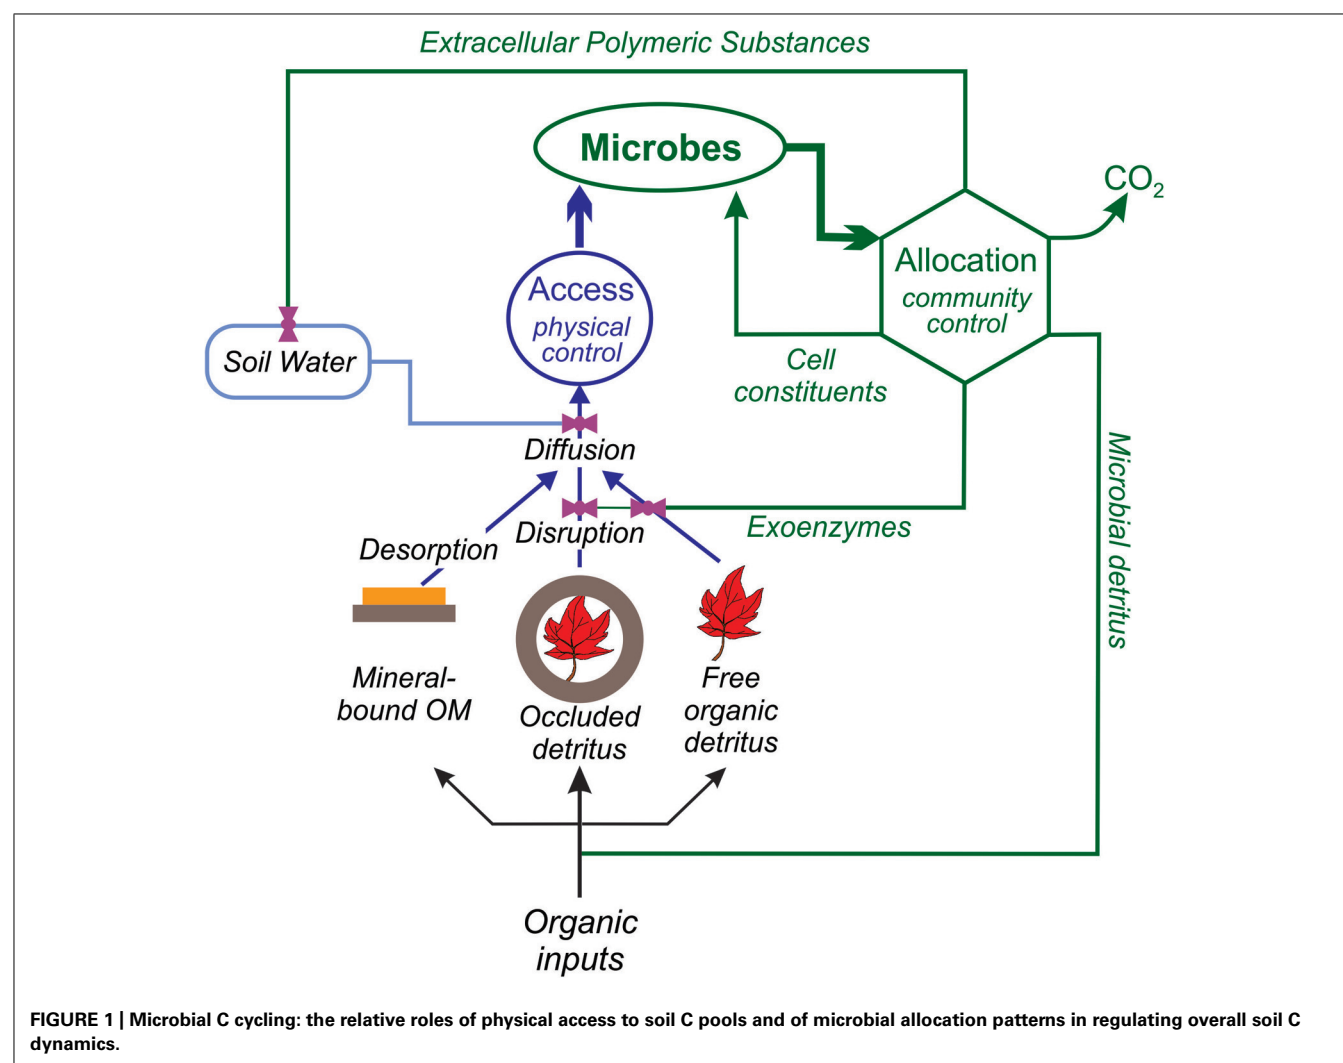 Extracellular Polymeric Substances
Microbes
CO₂
Allocation
community
control
Access
physical
control
Soil Water
Cell
constituents
Diffusion
Microbial detritus
Exoenzymes
Disruption
Desorption
Mineral-
bound OM
Occluded
detritus
Free
organic
detritus
Organic
inputs
FIGURE 1 | Microbial C cycling: the relative roles of physical access to soil C pools and of microbial allocation patterns in regulating overall soil C
dynamics.